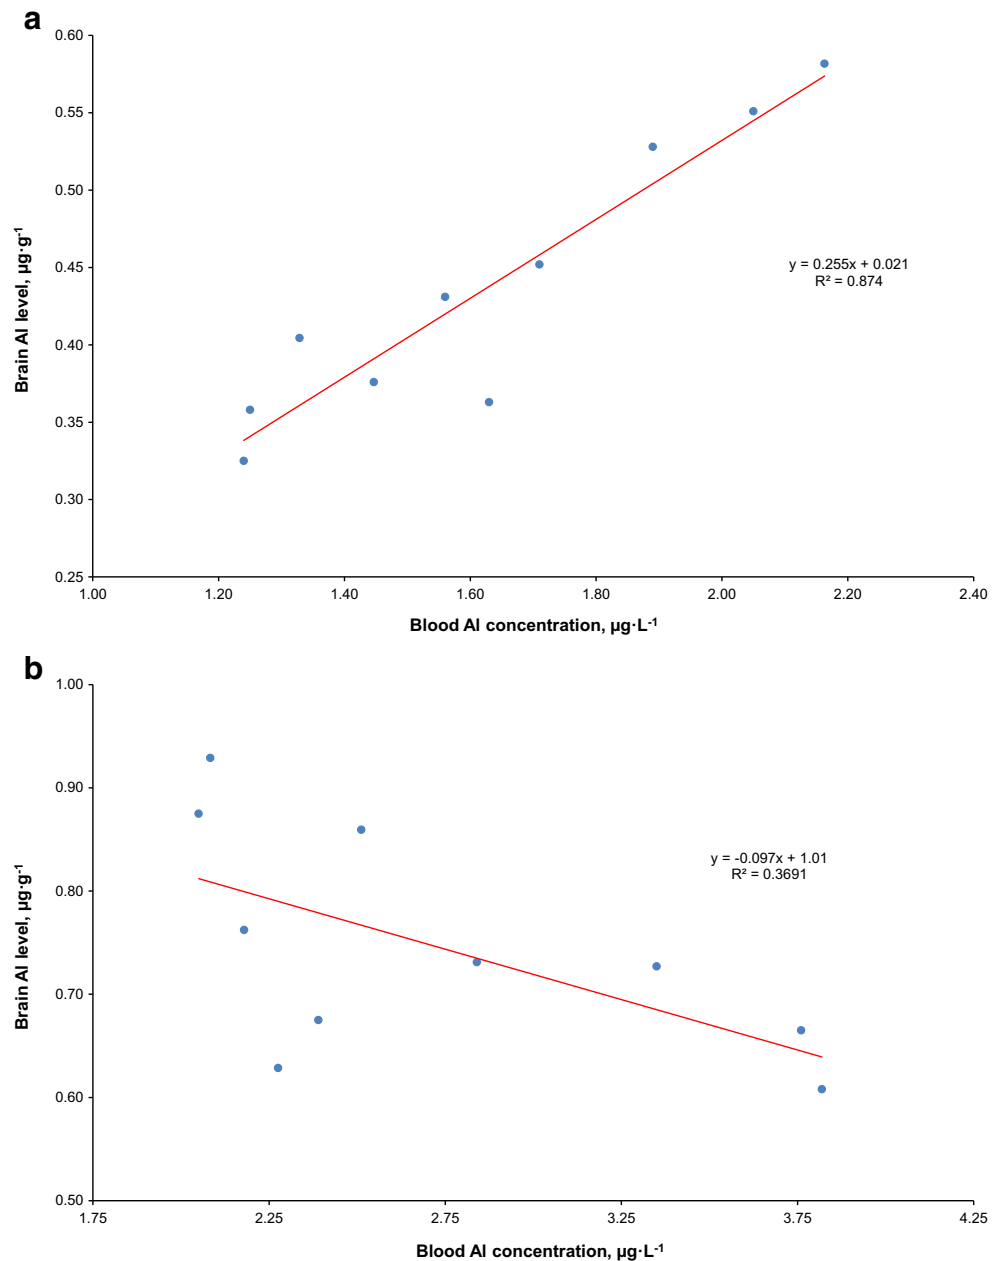 a
0.60
0.55
0.50
0.45
0.40
0.35
0.30
0.25
Brain Al level, µg·g⁻¹
y = 0.255x + 0.021
R² = 0.874
1.00 1.20 1.40 1.60 1.80 2.00 2.20 2.40
Blood Al concentration, µg·L⁻¹
b
1.00
0.90
0.80
0.70
0.60
0.50
Brain Al level, µg·g⁻¹
y = -0.097x + 1.01
R² = 0.3691
1.75 2.25 2.75 3.25 3.75 4.25
Blood Al concentration, µg·L⁻¹